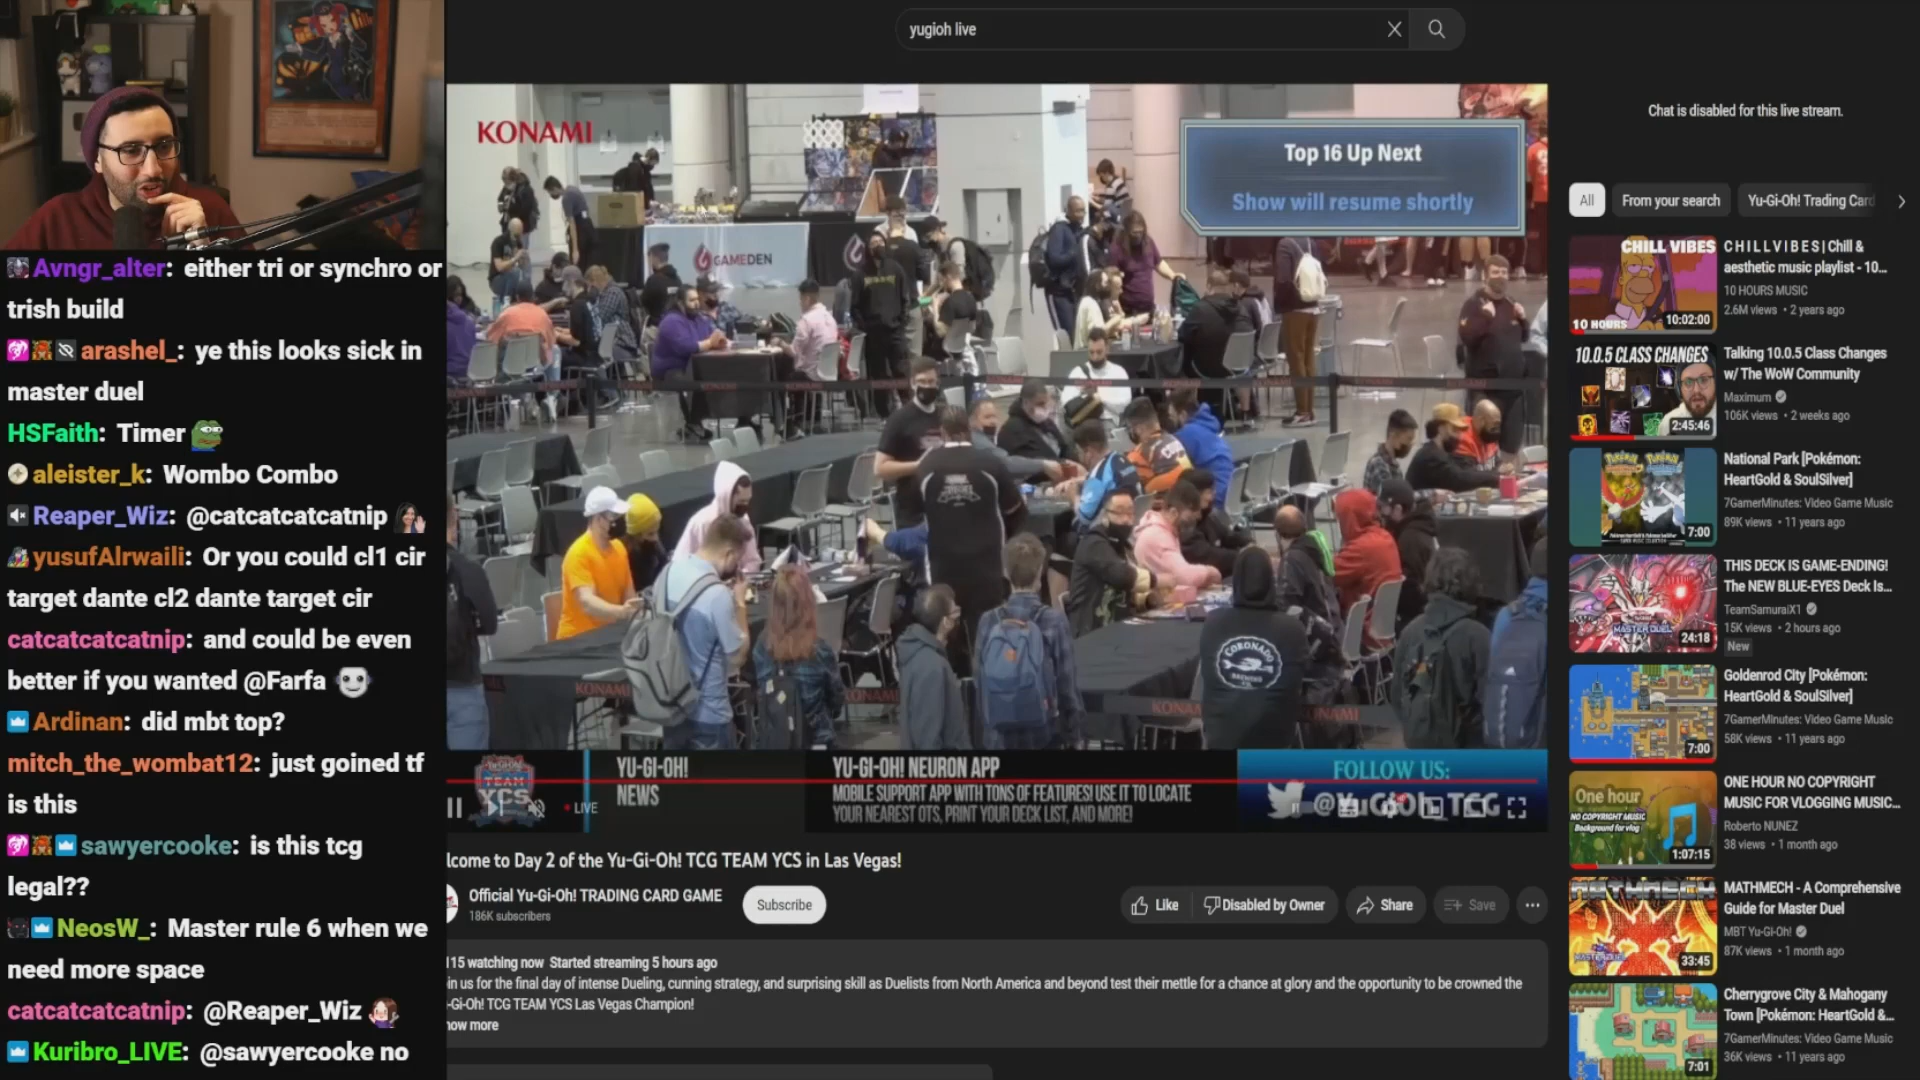 yugioh live
KONAMI
Top 16 Up Next
Show will resume shortly
GAMEDEN
CORONADO
BREWING
KONAMI
KONAMI
KONAMI
YU-GI-OH!
NEWS
YU-GI-OH! NEURON APP
MOBILE SUPPORT APP WITH TONS OF FEATURES! USE IT TO LOCATE
YOUR NEAREST OTS, PRINT YOUR DECK LIST, AND MORE!
FOLLOW US:
@YuGiOh_TCG
TEAM
YCS
LIVE
lcome to Day 2 of the Yu-Gi-Oh! TCG TEAM YCS in Las Vegas!
Official Yu-Gi-Oh! TRADING CARD GAME
186K subscribers
Subscribe
Like
Disabled by Owner
Share
Save
115 watching now Started streaming 5 hours ago
in us for the final day of intense Dueling, cunning strategy, and surprising skill as Duelists from North America and beyond test their mettle for a chance at glory and the opportunity to be crowned the
-Gi-Oh! TCG TEAM YCS Las Vegas Champion!
how more
Avngr_alter: either tri or synchro or
trish build
arashel_: ye this looks sick in
master duel
HSFaith: Timer
aleister_k: Wombo Combo
Reaper_Wiz: @catcatcatcatnip
yusufAlrwaili: Or you could cl1 cir
target dante cl2 dante target cir
catcatcatcatnip: and could be even
better if you wanted @Farfa
Ardinan: did mbt top?
mitch_the_wombat12: just goined tf
is this
sawyercooke: is this tcg
legal??
NeosW_: Master rule 6 when we
need more space
catcatcatcatnip: @Reaper_Wiz
Kuribro_LIVE: @sawyercooke no
Chat is disabled for this live stream.
All
From your search
Yu-Gi-Oh! Trading Card
CHILL VIBES
10 HOURS
10:02:00
C H I L L V I B E S | Chill &
aesthetic music playlist - 10...
10 HOURS MUSIC
2.6M views • 2 years ago
10.0.5 CLASS CHANGES
2:45:46
Talking 10.0.5 Class Changes
w/ The WoW Community
Maximum
106K views • 2 weeks ago
7:00
National Park [Pokémon:
HeartGold & SoulSilver]
7GamerMinutes: Video Game Music
89K views • 11 years ago
MASTER DUEL
24:18
THIS DECK IS GAME-ENDING!
The NEW BLUE-EYES Deck Is...
TeamSamuraiX1
15K views • 2 hours ago
New
7:00
Goldenrod City [Pokémon:
HeartGold & SoulSilver]
7GamerMinutes: Video Game Music
58K views • 11 years ago
One hour
NO COPYRIGHT MUSIC
Background for vlog
1:07:15
ONE HOUR NO COPYRIGHT
MUSIC FOR VLOGGING MUSIC...
Roberto NUNEZ
38 views • 1 month ago
MATHMECH
33:45
MATHMECH - A Comprehensive
Guide for Master Duel
MBT Yu-Gi-Oh!
87K views • 1 month ago
7:01
Cherrygrove City & Mahogany
Town [Pokémon: HeartGold &...
7GamerMinutes: Video Game Music
36K views • 11 years ago